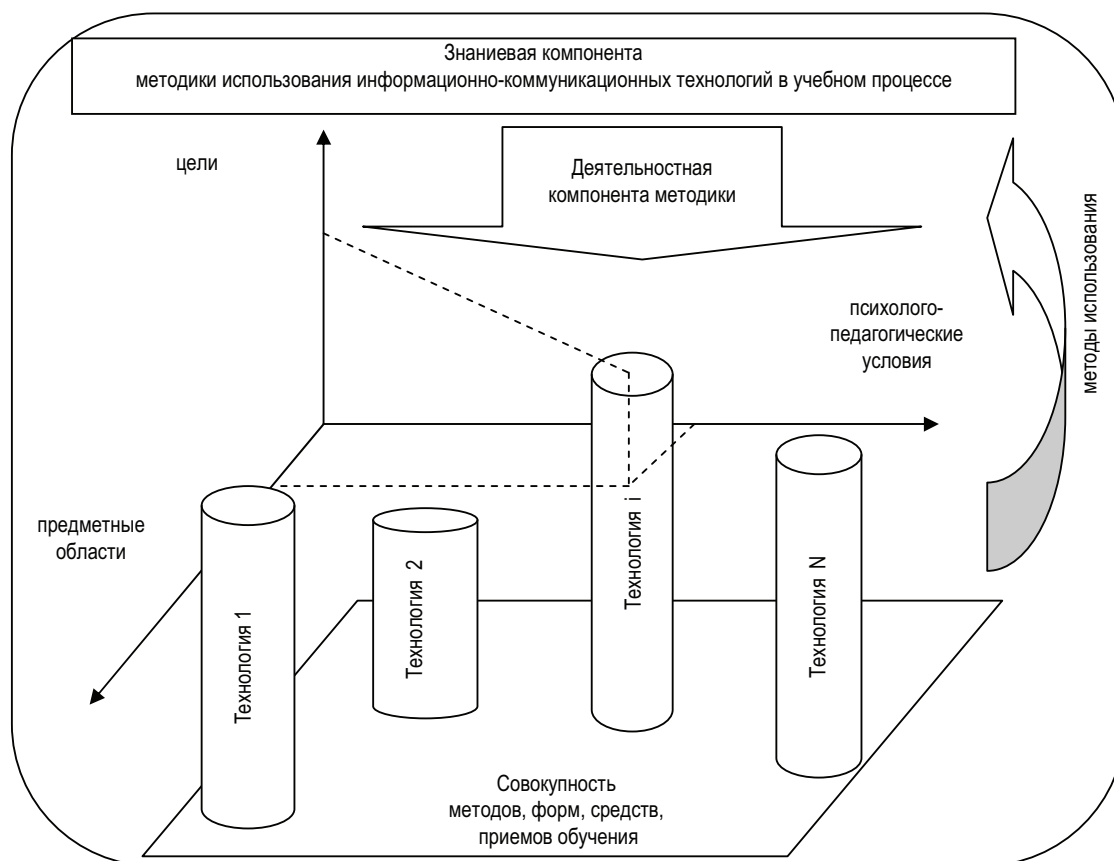 Знаниевая компонента
методики использования информационно-коммуникационных технологий в учебном процессе
цели
Деятельностная
компонента методики
методы использования
психолого-
педагогические
условия
предметные
области
Технология 1
Технология 2
Технология i
Технология N
Совокупность
методов, форм, средств,
приемов обучения